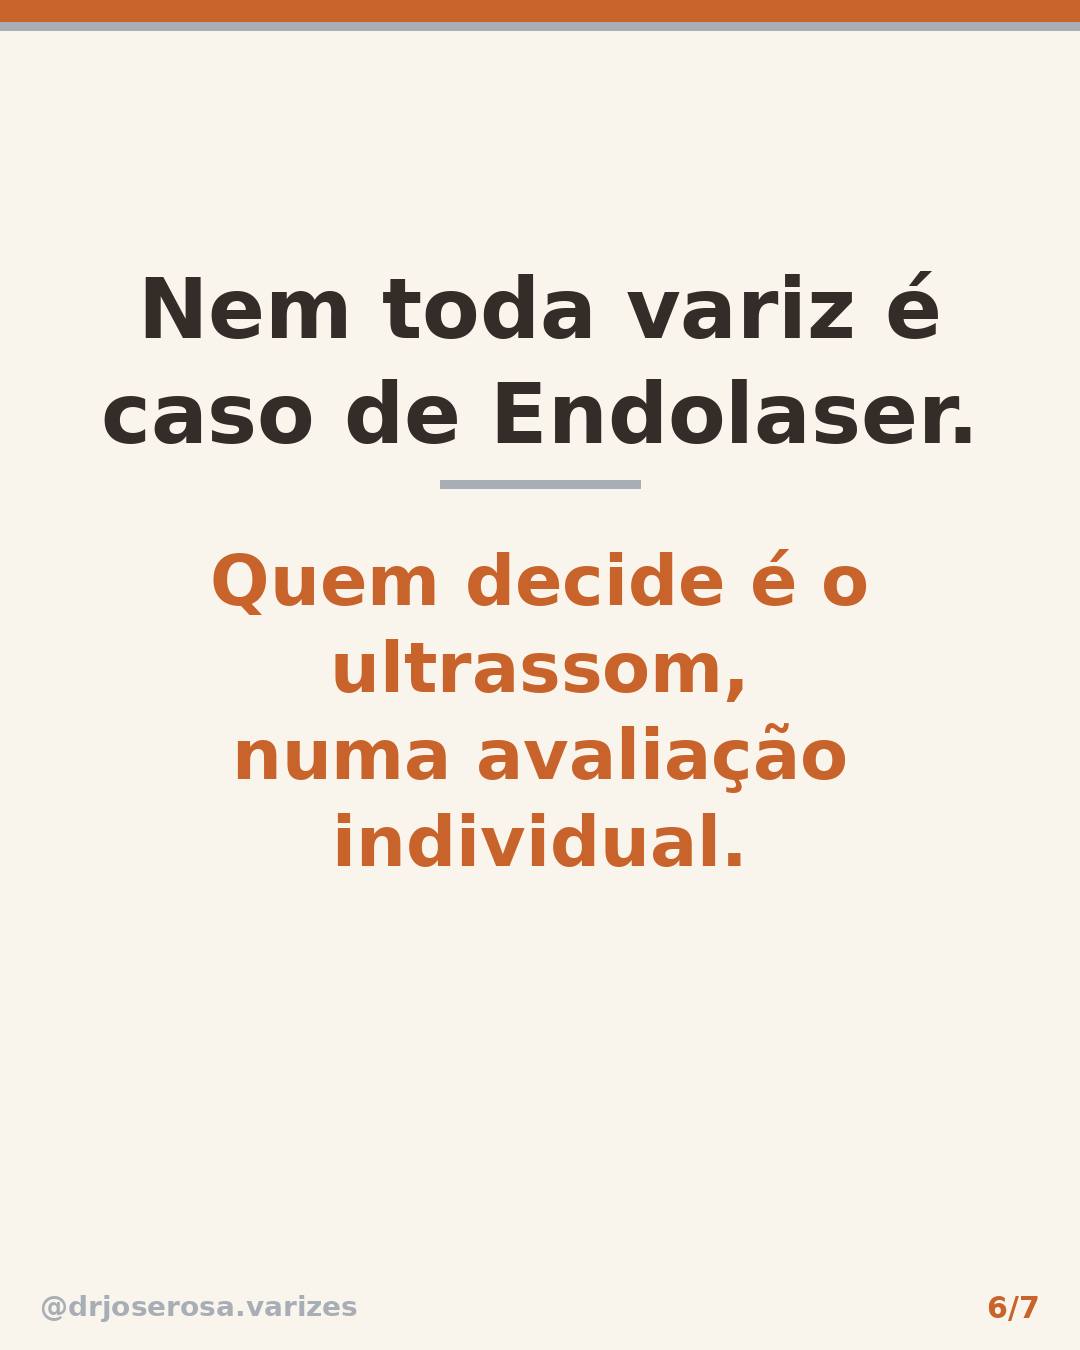 Nem toda variz é
caso de Endolaser.
Quem decide é o
ultrassom,
numa avaliação
individual.
@drjoserosa.varizes
6/7